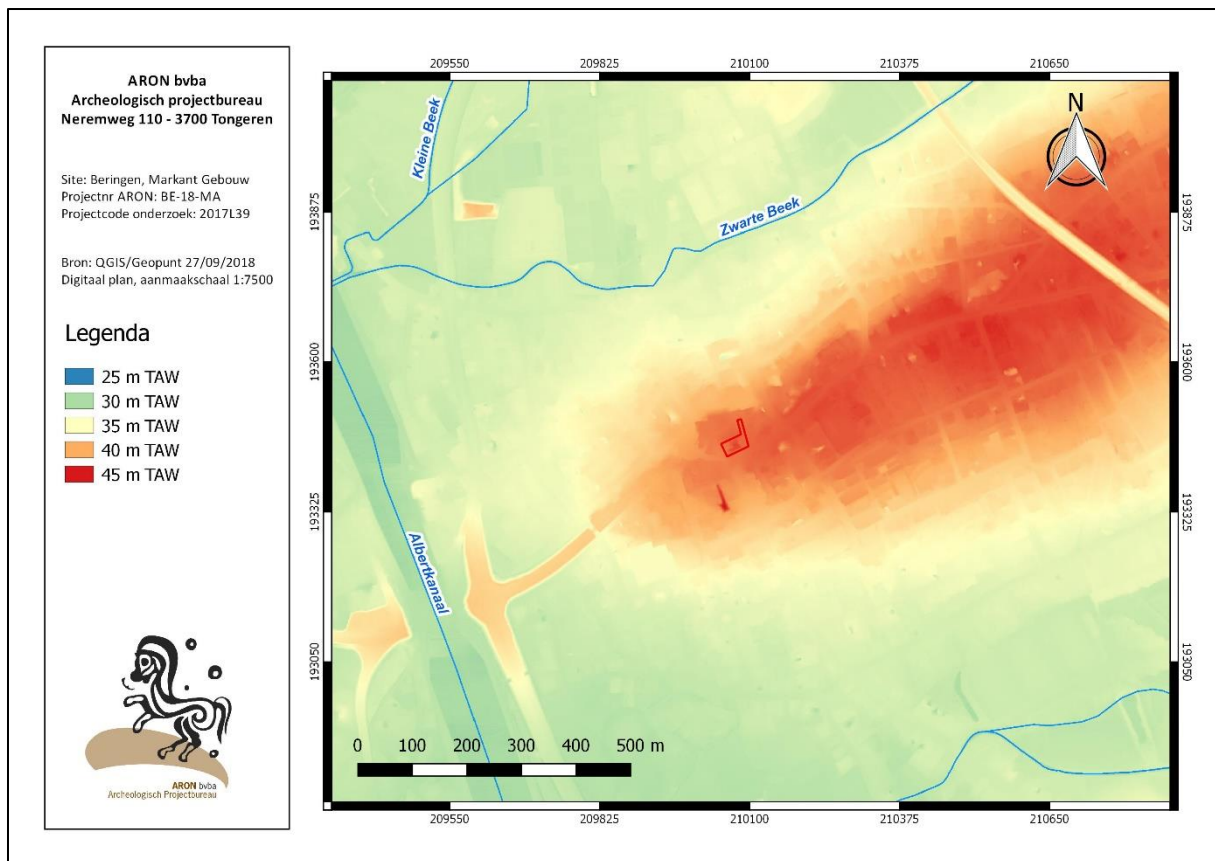 ARON bvba
Archeologisch projectbureau
Neremweg 110 - 3700 Tongeren
Site: Beringen, Markant Gebouw
Projectnr ARON: BE-18-MA
Projectcode onderzoek: 2017L39
Bron: QGIS/Geopunt 27/09/2018
Digitaal plan, aanmaakschaal 1:7500
Legenda
25 m TAW
30 m TAW
35 m TAW
40 m TAW
45 m TAW
ARON bvba
Archeologisch Projectbureau
209550 209825 210100 210375 210650
N
Kleine Beek
Zwarte Beek
Albertkanaal
193875
193600
193325
193050
193875
193600
193325
193050
0 100 200 300 400 500 m
209550 209825 210100 210375 210650